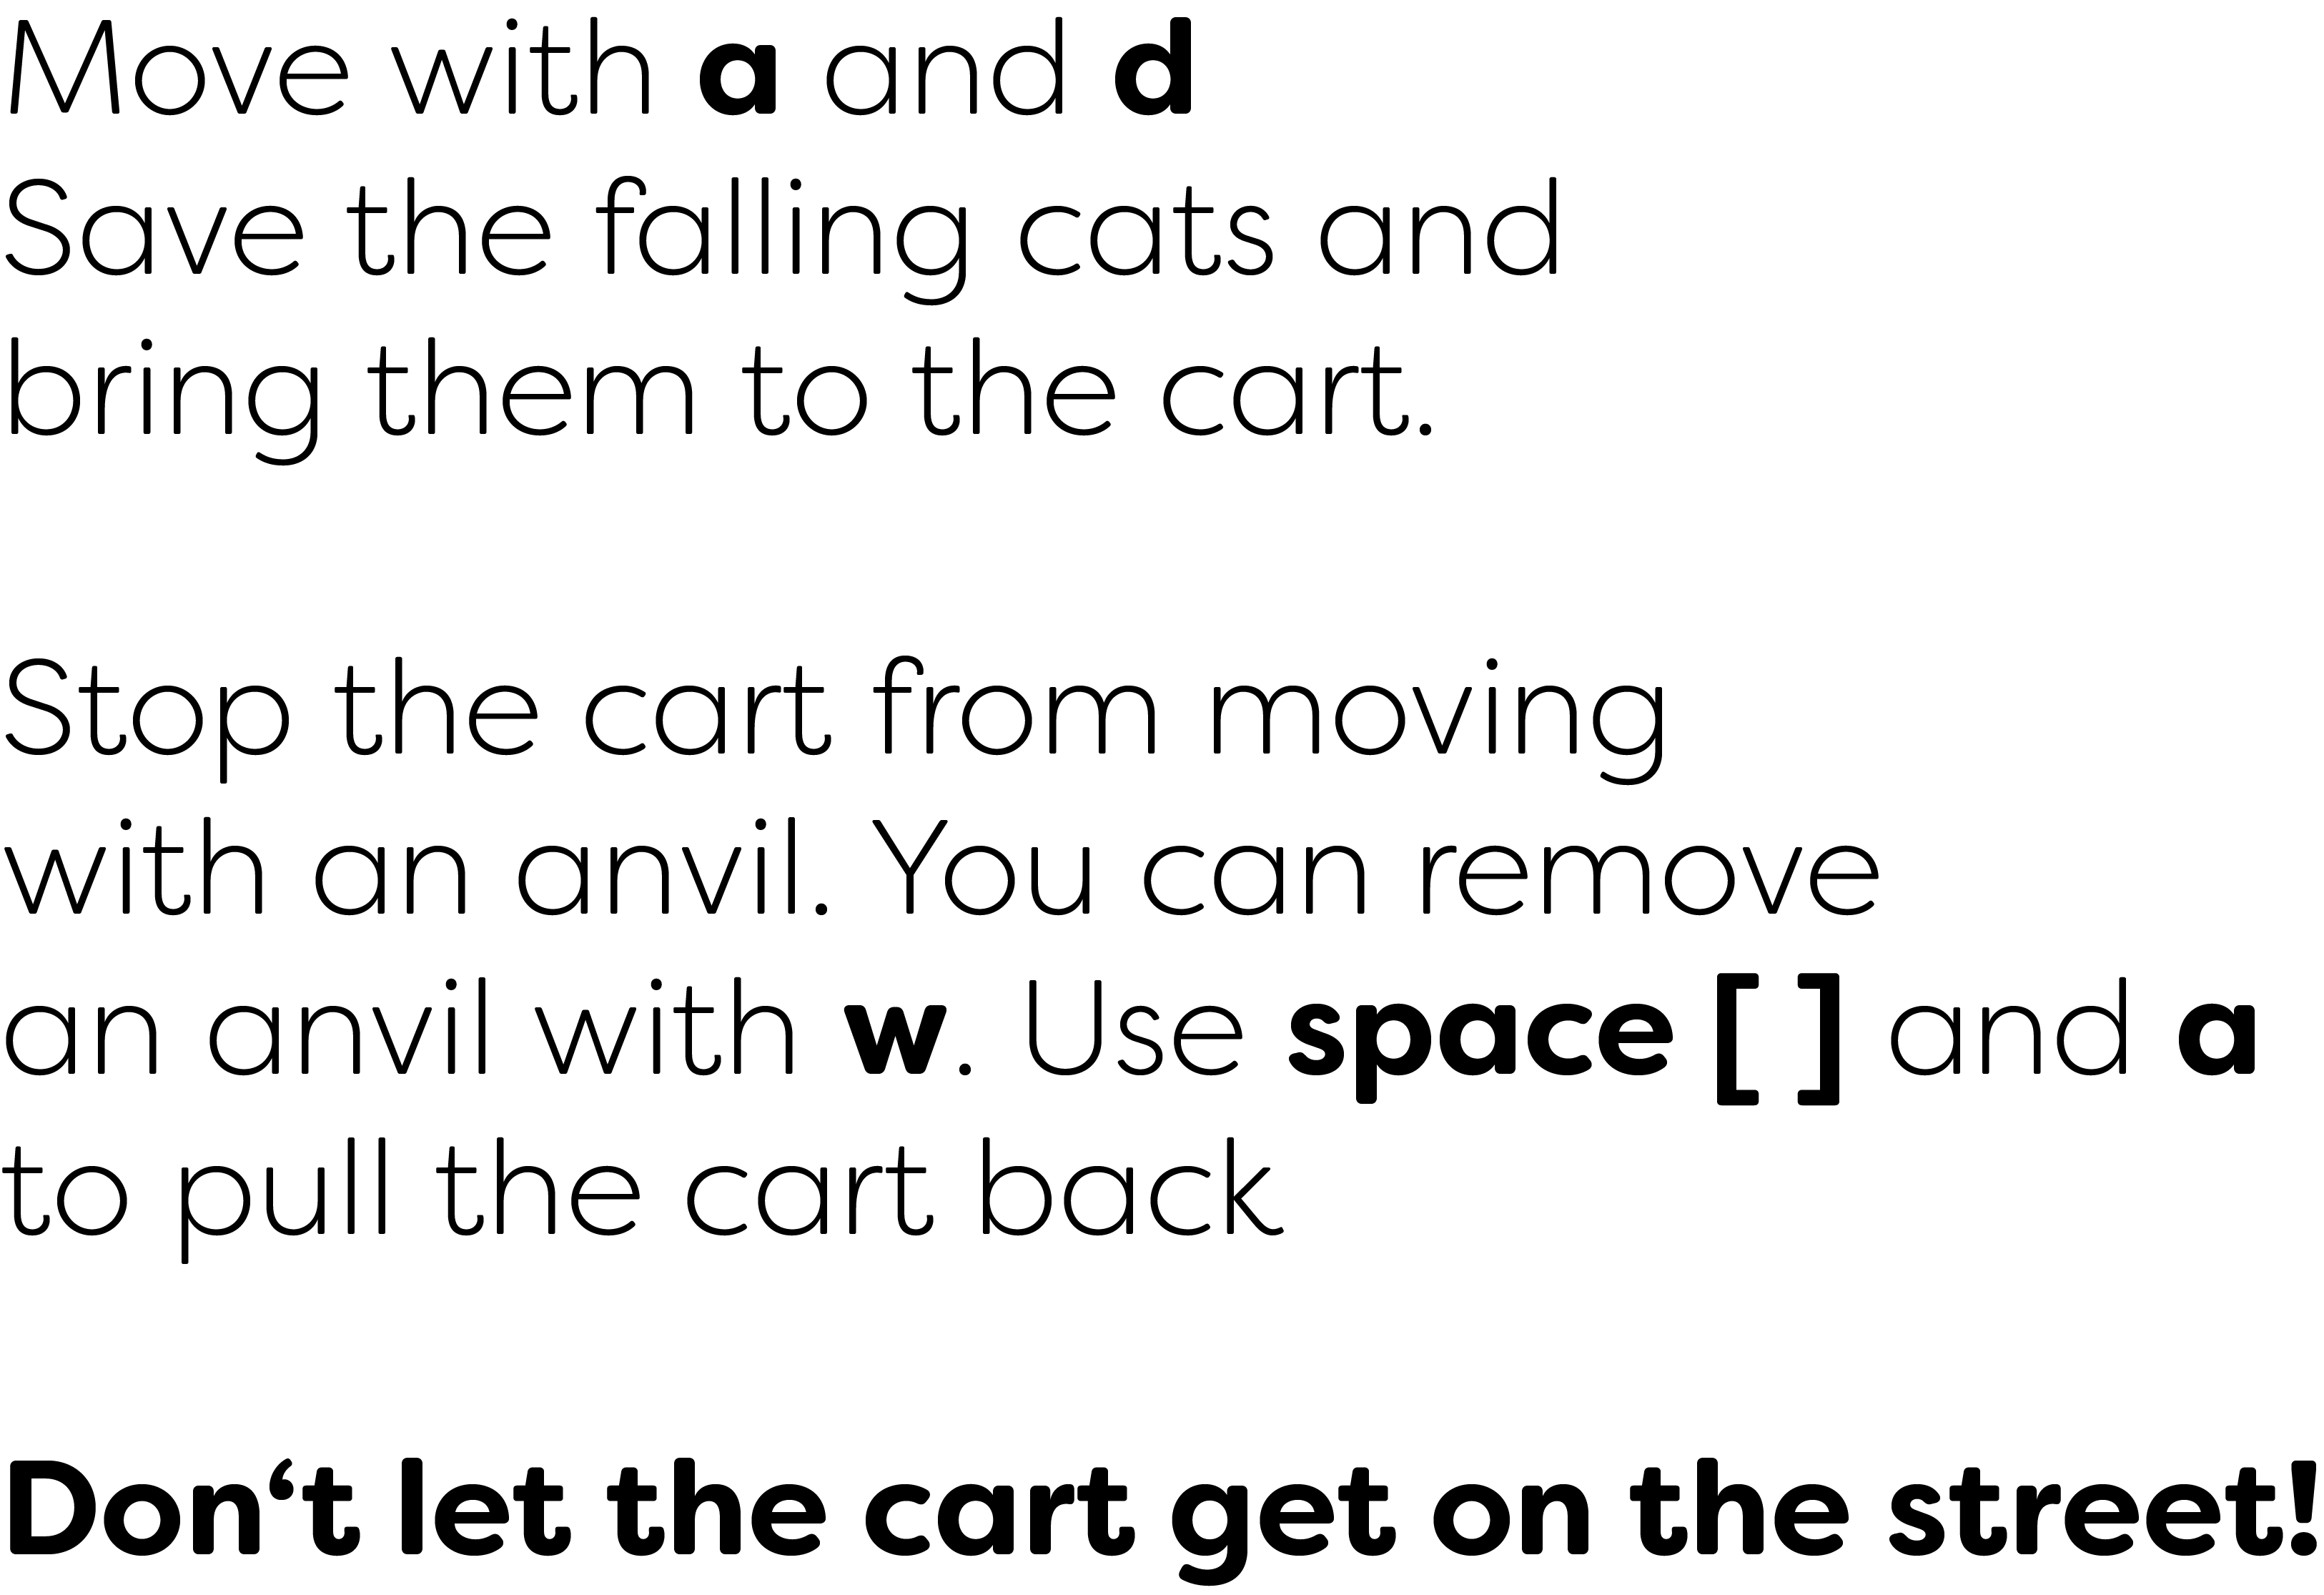 Move with a and d
Save the falling cats and
bring them to the cart.
Stop the cart from moving
with an anvil. You can remove
an anvil with w. Use space [ ] and a
to pull the cart back
Don‘t let the cart get on the street!